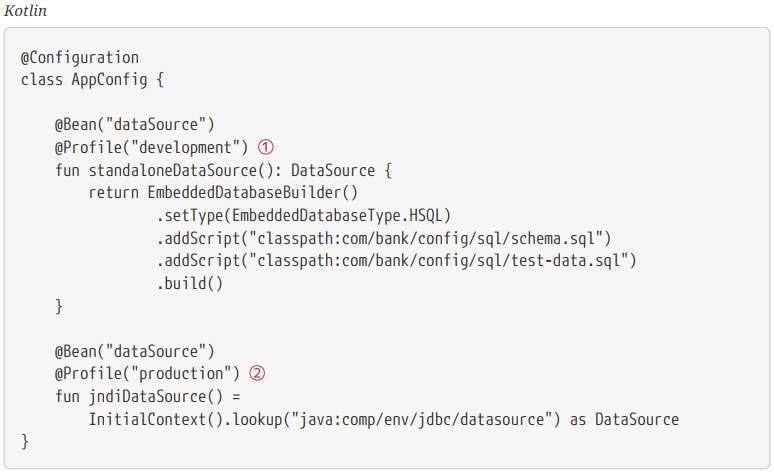 Kotlin
@Configuration
class AppConfig {
@Bean("dataSource")
@Profile("development") ①
fun standaloneDataSource(): DataSource {
return EmbeddedDatabaseBuilder()
.setType(EmbeddedDatabaseType.HSQL)
.addScript("classpath:com/bank/config/sql/schema.sql")
.addScript("classpath:com/bank/config/sql/test-data.sql")
.build()
}
@Bean("dataSource")
@Profile("production") ②
fun jndiDataSource() =
InitialContext().lookup("java:comp/env/jdbc/datasource") as DataSource
}